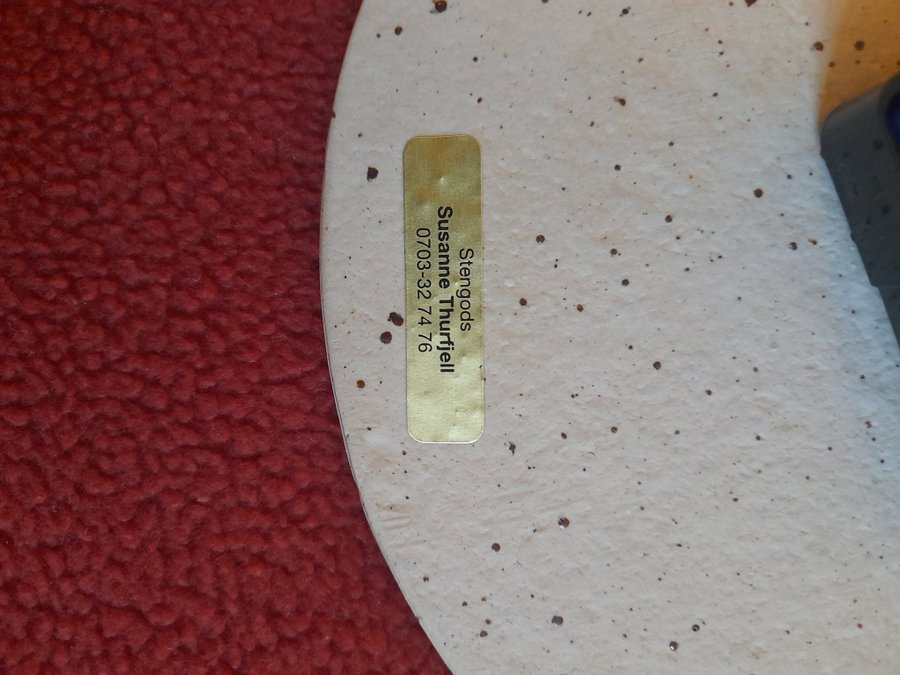 Stengods
Susanne Thurfjell
0703-32 74 76